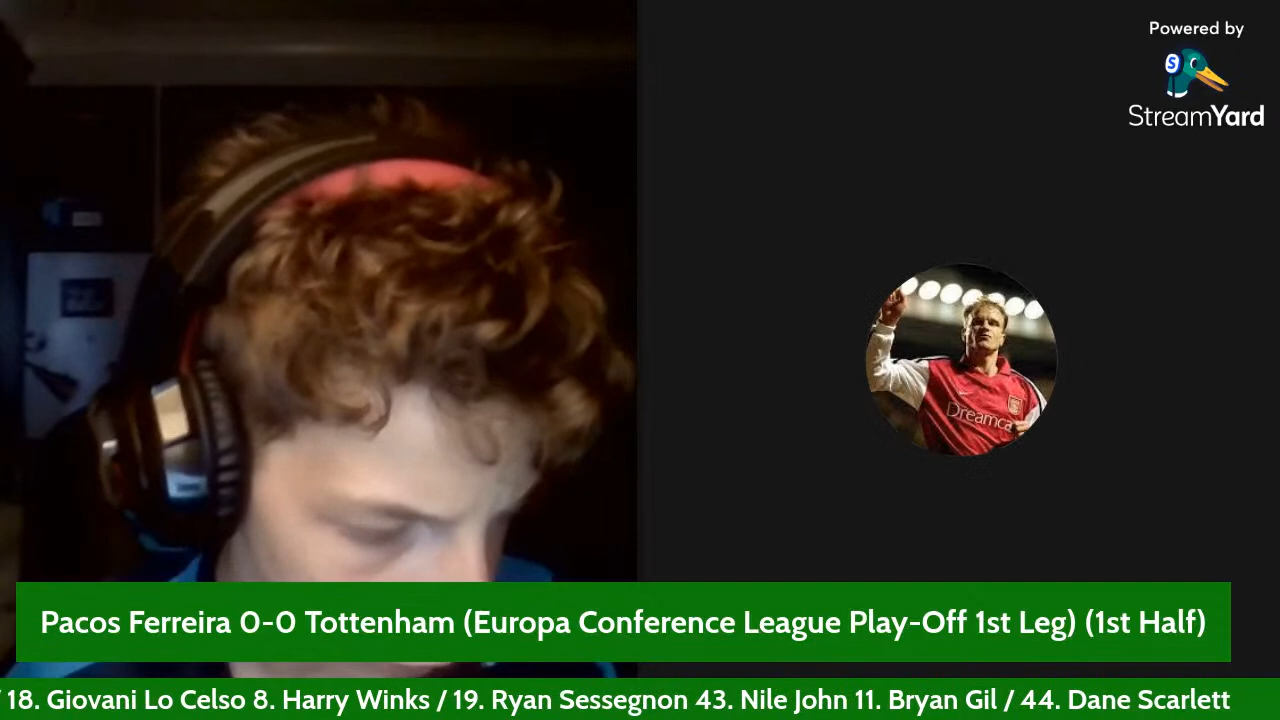 Powered by
S
StreamYard
Dreamca
Pacos Ferreira 0-0 Tottenham (Europa Conference League Play-Off 1st Leg) (1st Half)
/ 18. Giovani Lo Celso 8. Harry Winks / 19. Ryan Sessegnon 43. Nile John 11. Bryan Gil / 44. Dane Scarlett